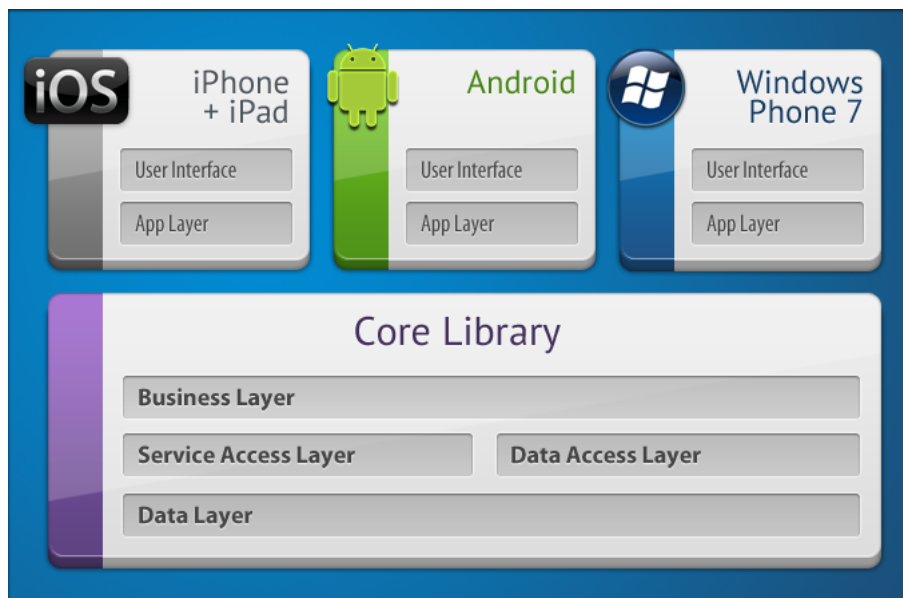 iOS
iPhone
+ iPad
User Interface
App Layer
Android
User Interface
App Layer
Windows
Phone 7
User Interface
App Layer
Core Library
Business Layer
Service Access Layer
Data Access Layer
Data Layer